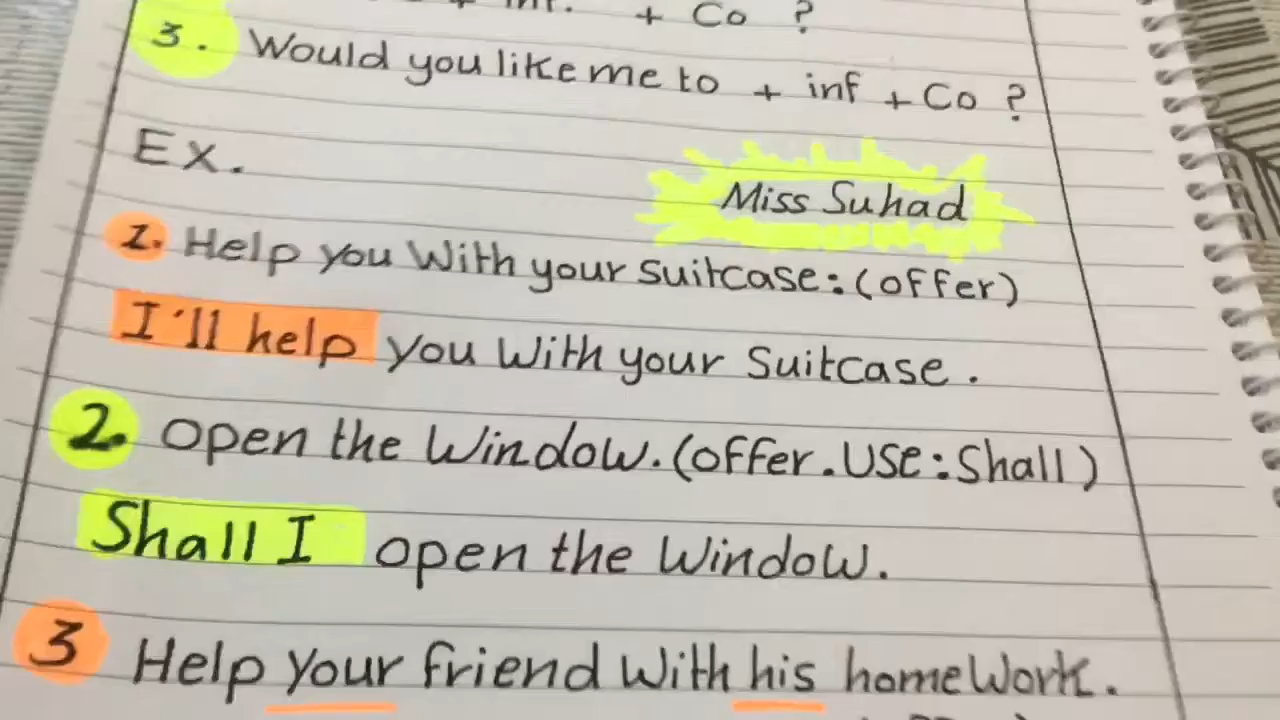 + Co ?
3. Would you like me to + inf + Co ?
EX.
Miss Suhad
1. Help you With your suitcase: (offer)
I'll help you With your Suitcase.
2 open the Window. (offer. USe: Shall)
Shall I open the Window.
3 Help your friend With his homeWork.